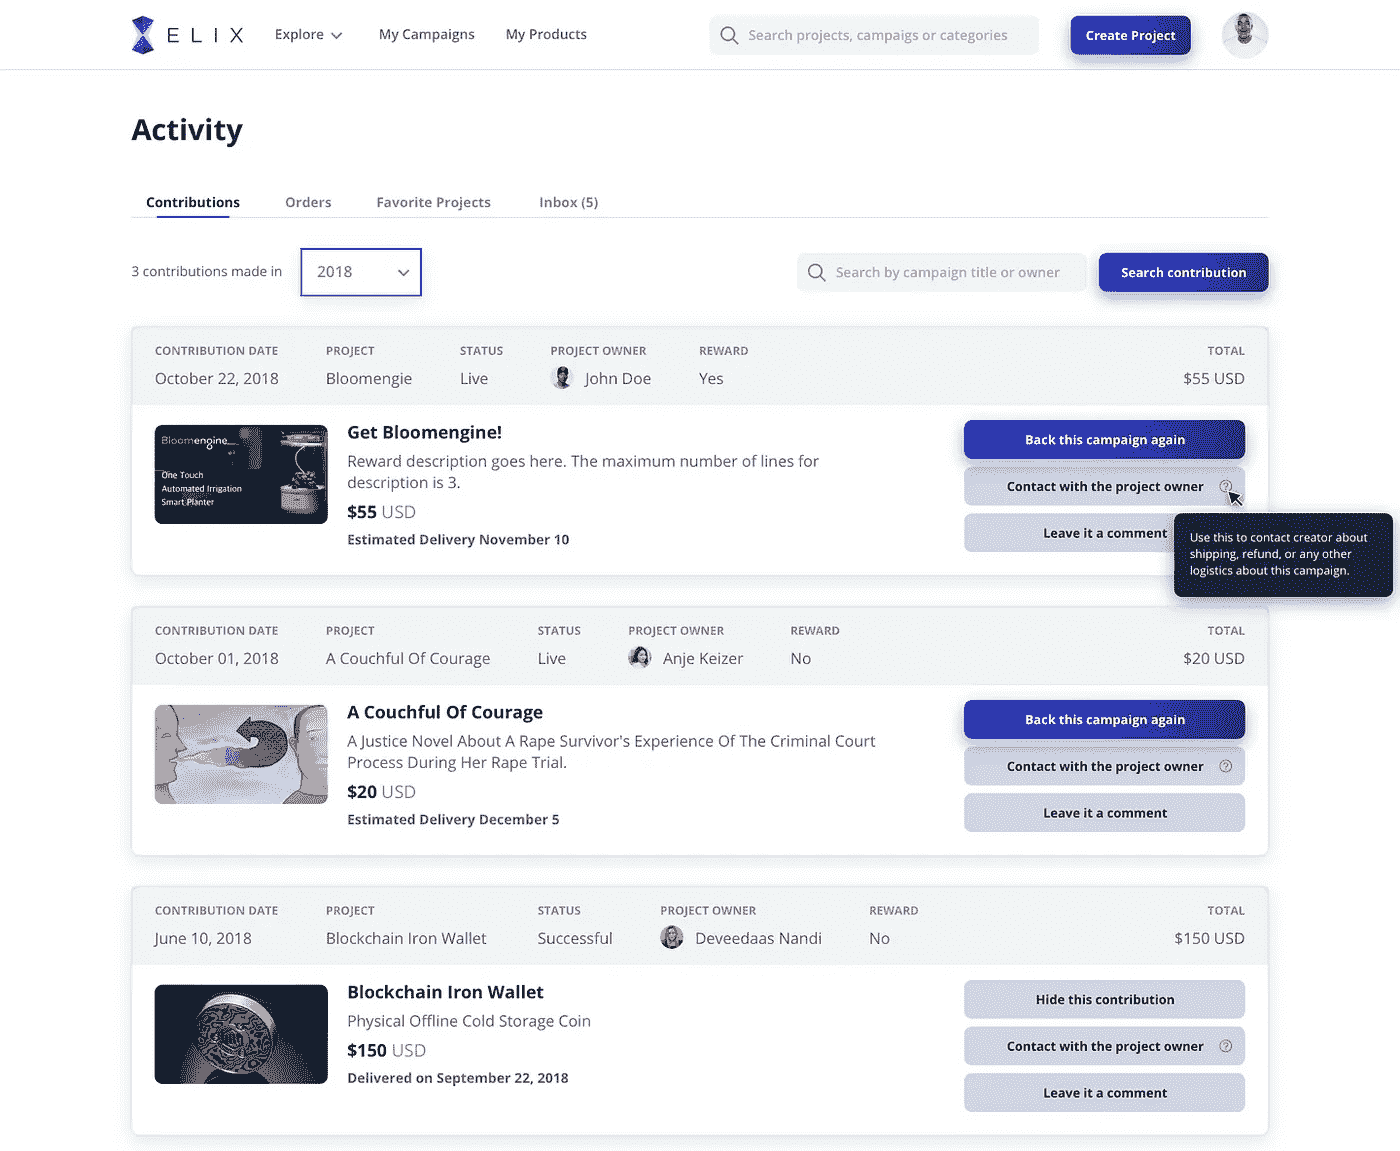 ELIX
Explore
My Campaigns
My Products
Search projects, campaigs or categories
Create Project
Activity
Contributions
Orders
Favorite Projects
Inbox (5)
3 contributions made in
2018
Search by campaign title or owner
Search contribution
CONTRIBUTION DATE
PROJECT
STATUS
PROJECT OWNER
REWARD
TOTAL
October 22, 2018
Bloomengie
Live
John Doe
Yes
$55 USD
Bloomengine
One Touch
Automated Irrigation
Smart Planter
Get Bloomengine!
Reward description goes here. The maximum number of lines for
description is 3.
$55 USD
Estimated Delivery November 10
Back this campaign again
Contact with the project owner
Leave it a comment
Use this to contact creator about
shipping, refund, or any other
logistics about this campaign.
CONTRIBUTION DATE
PROJECT
STATUS
PROJECT OWNER
REWARD
TOTAL
October 01, 2018
A Couchful Of Courage
Live
Anje Keizer
No
$20 USD
A Couchful Of Courage
A Justice Novel About A Rape Survivor's Experience Of The Criminal Court
Process During Her Rape Trial.
$20 USD
Estimated Delivery December 5
Back this campaign again
Contact with the project owner
Leave it a comment
CONTRIBUTION DATE
PROJECT
STATUS
PROJECT OWNER
REWARD
TOTAL
June 10, 2018
Blockchain Iron Wallet
Successful
Deveedaas Nandi
No
$150 USD
Blockchain Iron Wallet
Physical Offline Cold Storage Coin
$150 USD
Delivered on September 22, 2018
Hide this contribution
Contact with the project owner
Leave it a comment